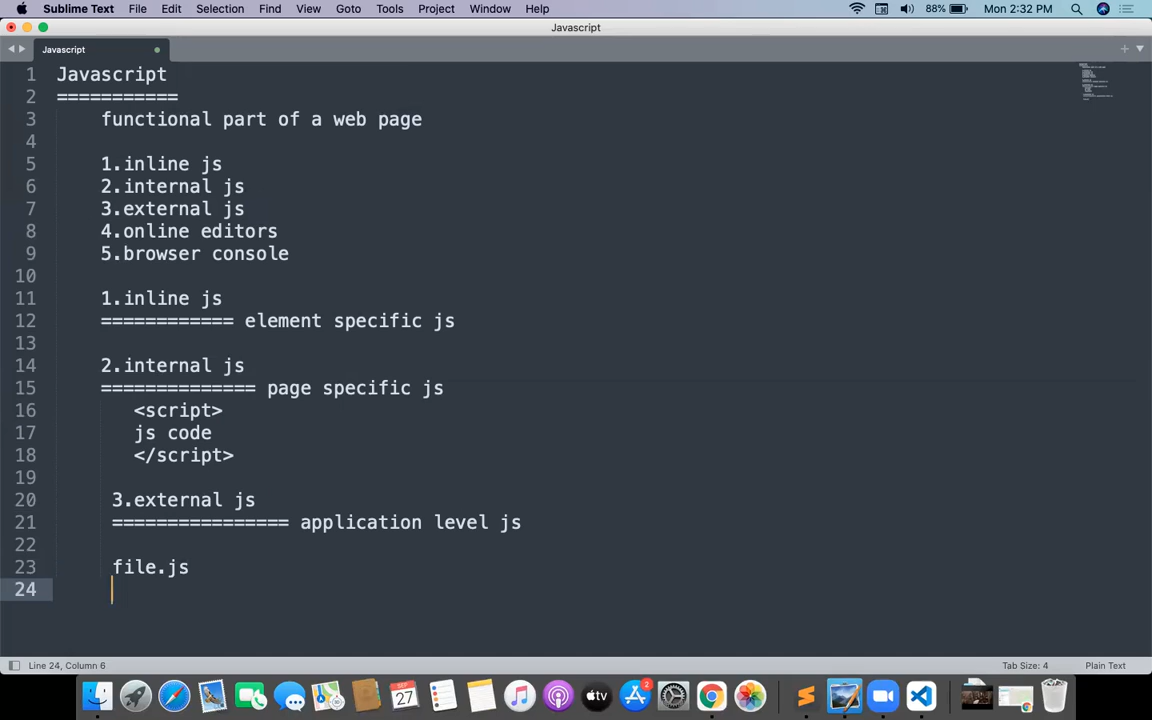 Sublime Text File Edit Selection Find View Goto Tools Project Window Help 88% Mon 2:32 PM
Javascript
Javascript
1 Javascript
2 ===========
3 functional part of a web page
4
5 1.inline js
6 2.internal js
7 3.external js
8 4.online editors
9 5.browser console
10
11 1.inline js
12 ============ element specific js
13
14 2.internal js
15 ============== page specific js
16 <script>
17 js code
18 </script>
19
20 3.external js
21 ================ application level js
22
23 file.js
24
Line 24, Column 6 Tab Size: 4 Plain Text
SEP
27
tv
2